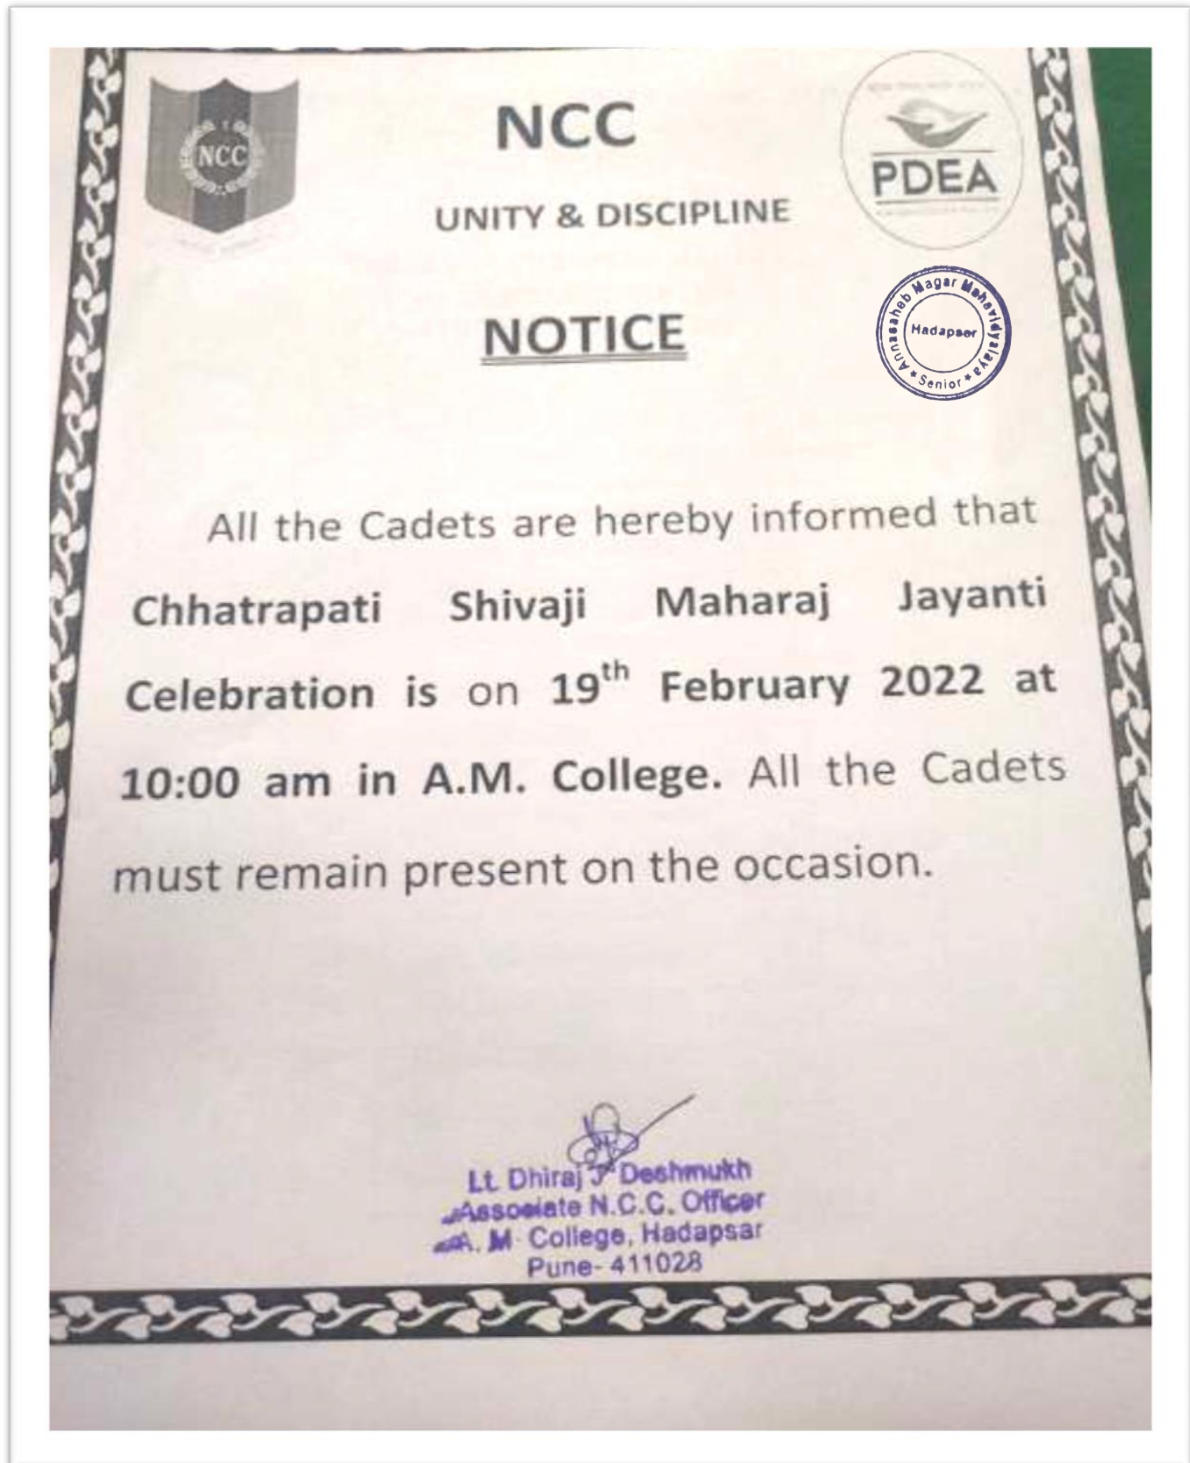 NCC
NCC
UNITY & DISCIPLINE
PDEA
NOTICE
Annasaheb Magar Mahavidyalaya
Hadapsar
★ Senior ★
All the Cadets are hereby informed that
Chhatrapati Shivaji Maharaj Jayanti
Celebration is on 19th February 2022 at
10:00 am in A.M. College. All the Cadets
must remain present on the occasion.
Lt. Dhiraj J Deshmukh
Associate N.C.C. Officer
A. M. College, Hadapsar
Pune- 411028